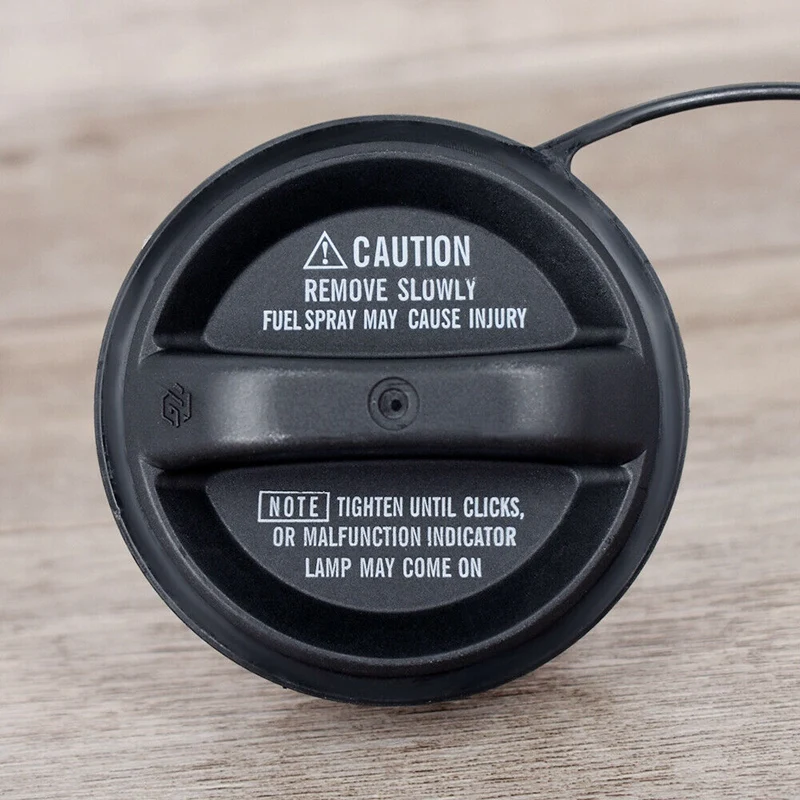 CAUTION
REMOVE SLOWLY
FUEL SPRAY MAY CAUSE INJURY
NOTE TIGHTEN UNTIL CLICKS,
OR MALFUNCTION INDICATOR
LAMP MAY COME ON